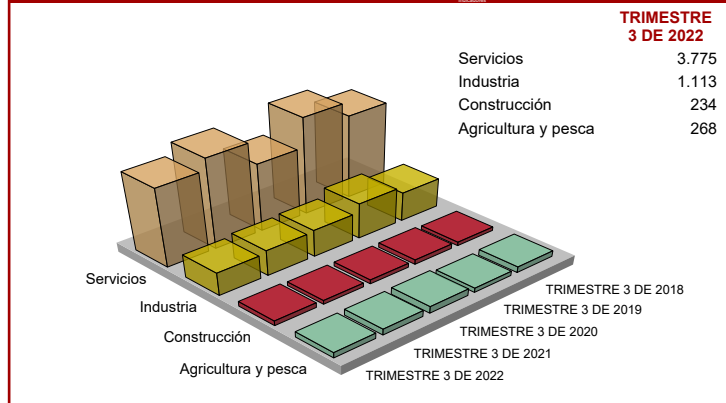 TRIMESTRE
3 DE 2022
Servicios 3.775
Industria 1.113
Construcción 234
Agricultura y pesca 268
Servicios
Industria
Construcción
Agricultura y pesca
TRIMESTRE 3 DE 2018
TRIMESTRE 3 DE 2019
TRIMESTRE 3 DE 2020
TRIMESTRE 3 DE 2021
TRIMESTRE 3 DE 2022